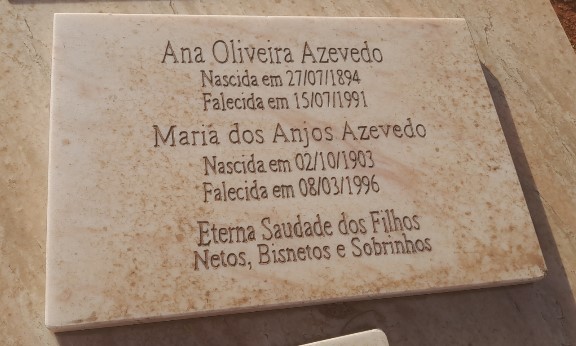 Ana Oliveira Azevedo
Nascida em 27/07/1894
Falecida em 15/07/1991
Maria dos Anjos Azevedo
Nascida em 02/10/1903
Falecida em 08/03/1996
Eterna Saudade dos Filhos
Netos, Bisnetos e Sobrinhos